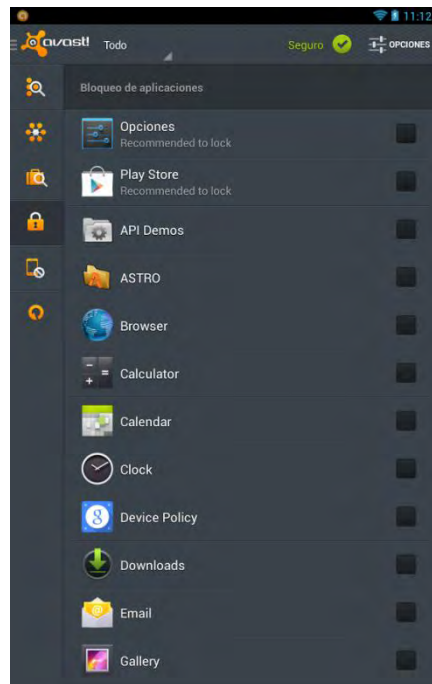 11:12
avast!
Todo
Seguro
OPCIONES
Bloqueo de aplicaciones
Opciones
Recommended to lock
Play Store
Recommended to lock
API Demos
ASTRO
Browser
Calculator
Calendar
Clock
8
Device Policy
Downloads
Email
Gallery